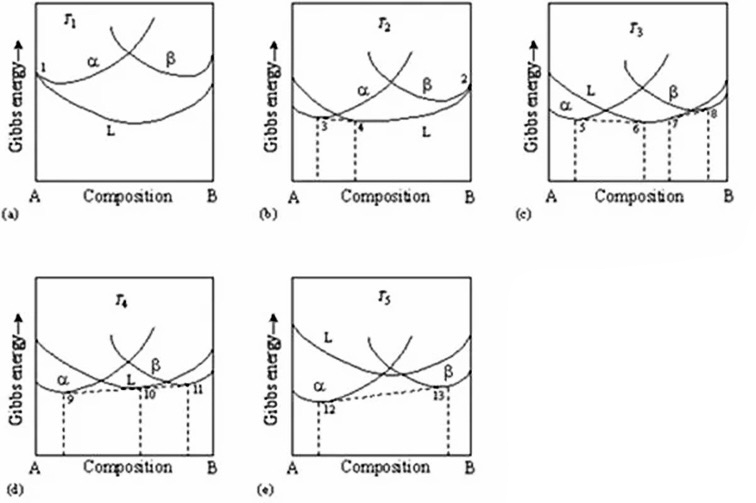 T1
1
α
β
L
Gibbs energy→
A Composition B
(a)
T2
α
β
2
3
4
L
Gibbs energy→
A Composition B
(b)
T3
L
α
β
5
6
7
8
Gibbs energy→
A Composition B
(c)
T4
α
β
L
9
10
11
Gibbs energy→
A Composition B
(d)
T5
L
α
β
12
13
Gibbs energy→
A Composition B
(e)